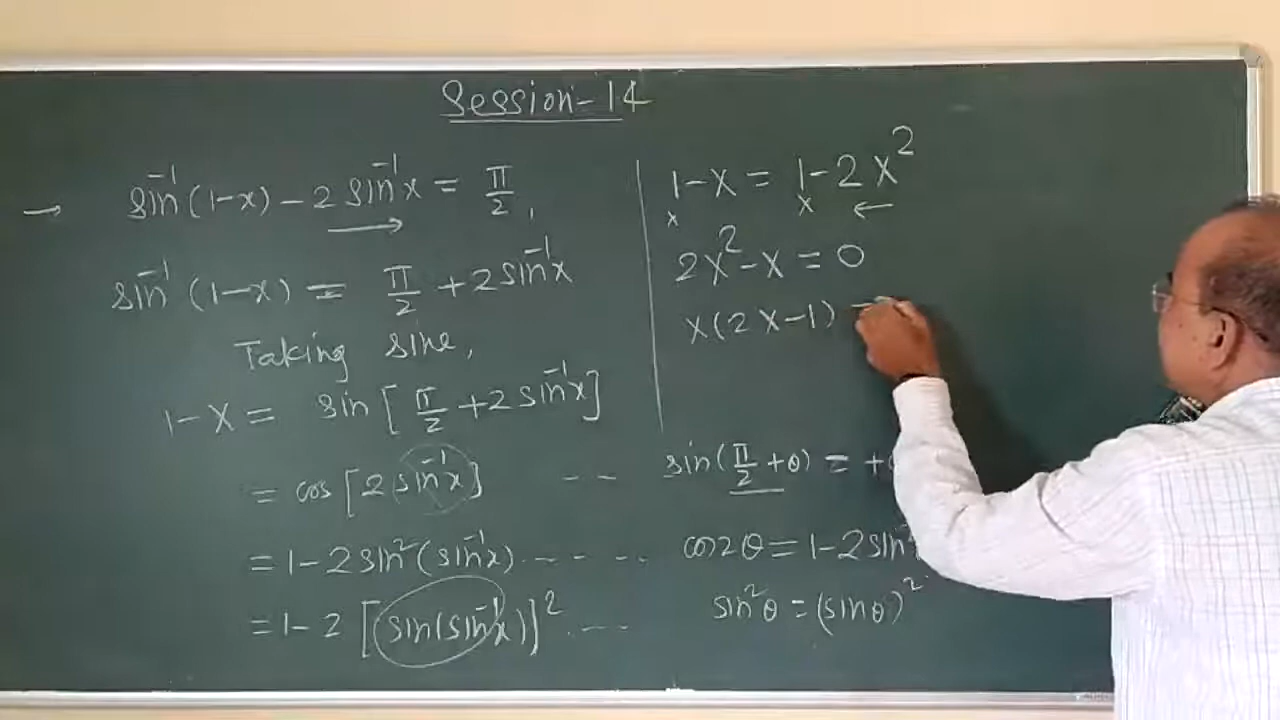 Session-14
→ sin⁻¹(1-x) - 2 sin⁻¹x = π/2,
sin⁻¹(1-x) = π/2 + 2 sin⁻¹x
Taking sine,
1-x = sin[π/2 + 2 sin⁻¹x]
= cos[2 sin⁻¹x] --
= 1-2 sin²(sin⁻¹x) -----
= 1-2 [sin(sin⁻¹x)]² ----
1-x = 1-2x²
x x ←
2x²-x = 0
x(2x-1)
sin(π/2 + θ) = +
cos2θ = 1-2sin²
sin²θ = (sinθ)²